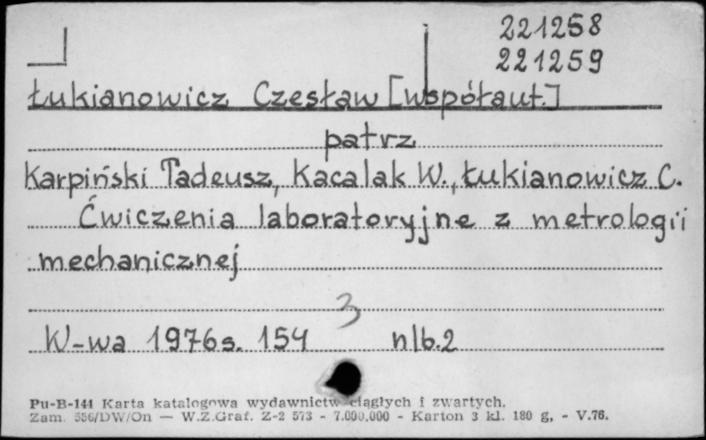 221258
221259
Łukianowicz Czesław [współaut.]
patrz
Karpiński Tadeusz, Kacalak W., Łukianowicz C.
Ćwiczenia laboratoryjne z metrologii
mechanicznej
3
W-wa 1976 s. 154 nlb. 2
Pu-B-144 Karta katalogowa wydawnictw ciągłych i zwartych.
Zam. 556/DW/On — W.Z.Graf. Z-2 573 - 7.000.000 - Karton 3 kl. 180 g, - V.76.